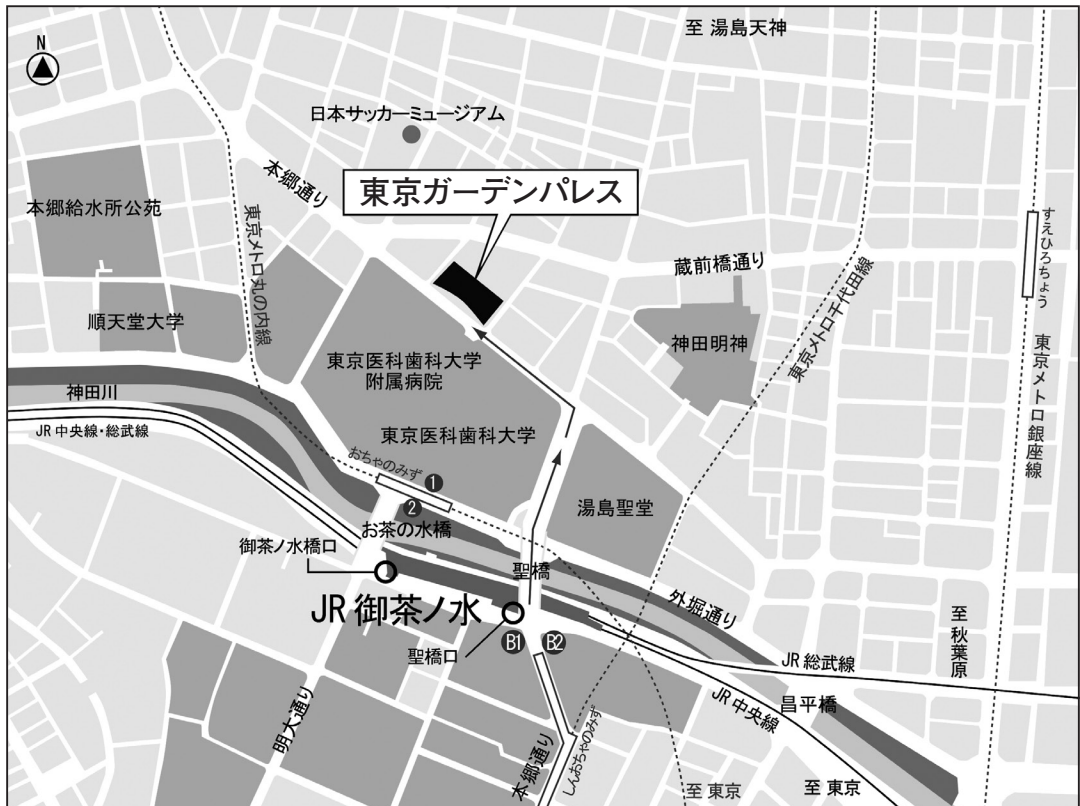 至 湯島天神
N
日本サッカーミュージアム
本郷通り
東京ガーデンパレス
本郷給水所公苑
東京メトロ丸の内線
すえひろちょう
蔵前橋通り
東京メトロ千代田線
順天堂大学
神田明神
東京医科歯科大学
附属病院
東京メトロ銀座線
神田川
JR 中央線・総武線
東京医科歯科大学
おちゃのみず
1
2
湯島聖堂
お茶の水橋
御茶ノ水橋口
聖橋
外堀通り
JR 御茶ノ水
至 秋葉原
聖橋口
B1
B2
JR 総武線
JR 中央線
昌平橋
明大通り
本郷通り
しんおちゃのみず
至 東京
至 東京